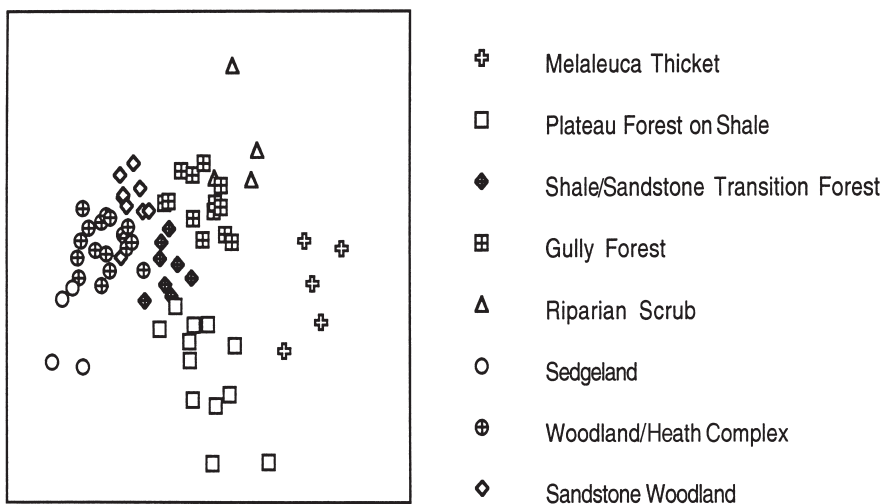 Melaleuca Thicket
Plateau Forest on Shale
Shale/Sandstone Transition Forest
Gully Forest
Riparian Scrub
Sedgeland
Woodland/Heath Complex
Sandstone Woodland